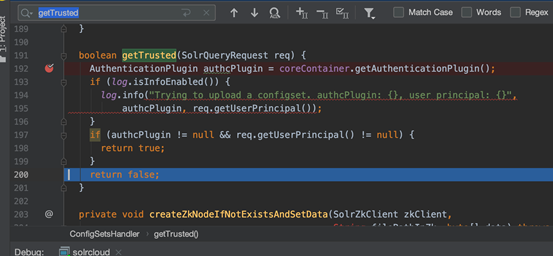 getTrusted
Match Case
Words
Regex
1: Project
189 }
190
191 boolean getTrusted(SolrQueryRequest req) {
192 AuthenticationPlugin authcPlugin = coreContainer.getAuthenticationPlugin();
193 if (log.isInfoEnabled()) {
194 log.info("Trying to upload a configset. authcPlugin: {}, user principal: {}",
195 authcPlugin, req.getUserPrincipal());
196 }
197 if (authcPlugin != null && req.getUserPrincipal() != null) {
198 return true;
199 }
200 return false;
201 }
202
203 @ private void createZkNodeIfNotExistsAndSetData(SolrZkClient zkClient,
ConfigSetsHandler › getTrusted()
Debug: solrcloud